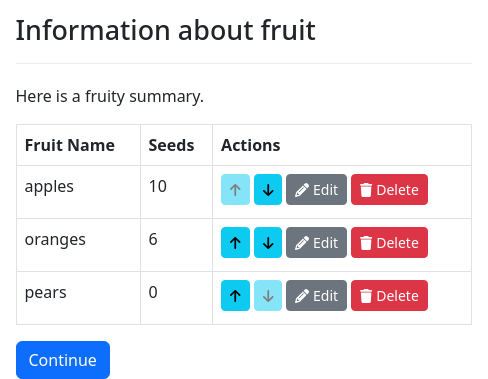 Information about fruit
Here is a fruity summary.
Fruit Name Seeds Actions
apples 10 Edit Delete
oranges 6 Edit Delete
pears 0 Edit Delete
Continue